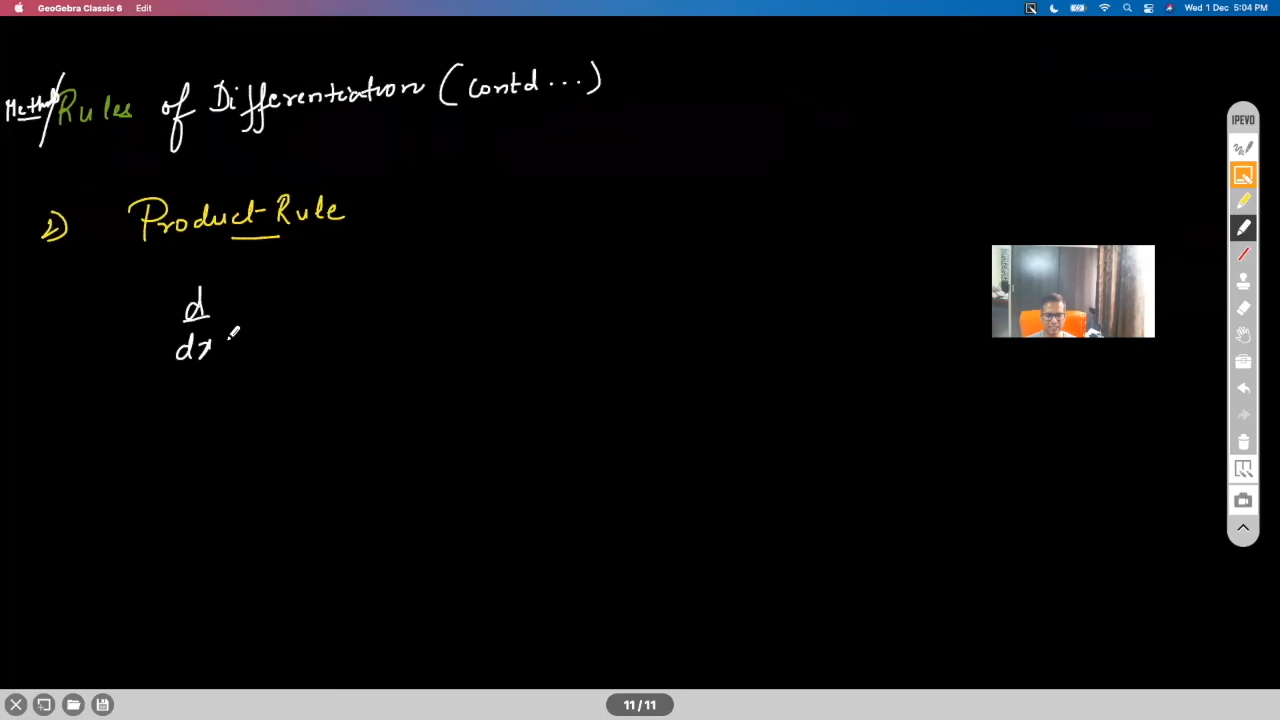 GeoGebra Classic 6 Edit Wed 1 Dec 5:04 PM
Methods/Rules of Differentiation (Contd...)
IPEVO
2) Product Rule
d
dx
11/11